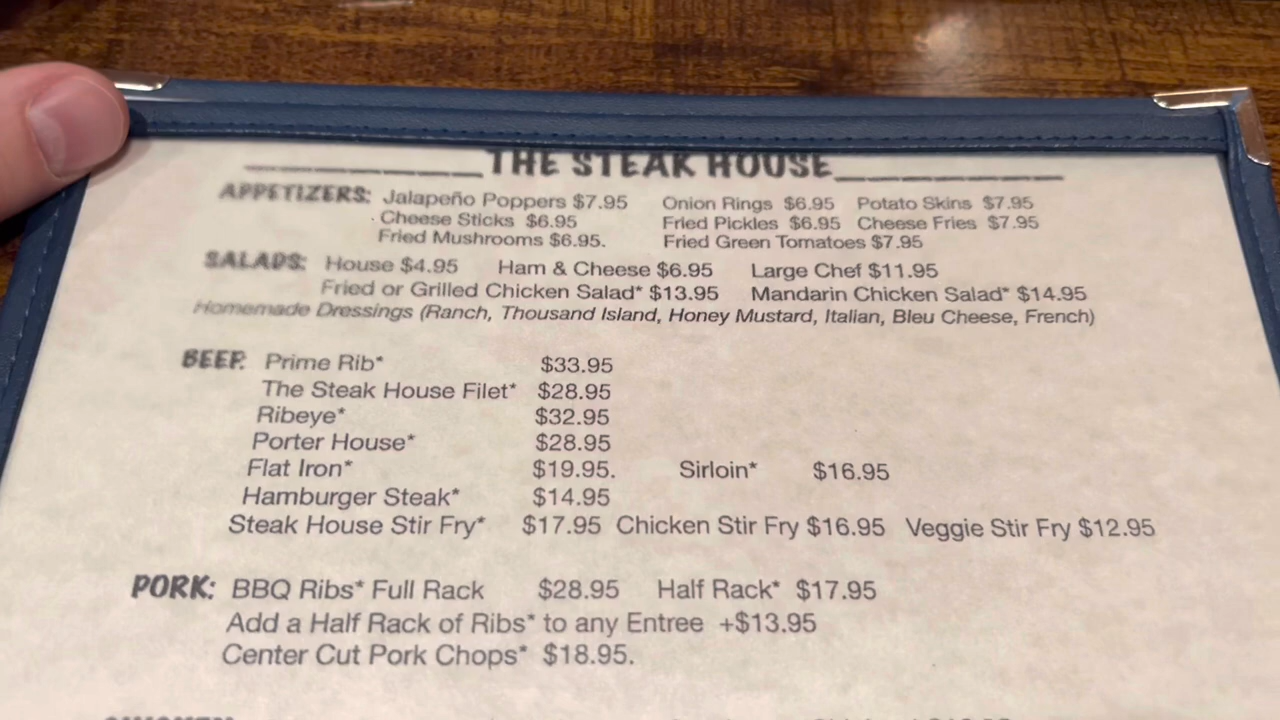 THE STEAK HOUSE
APPETIZERS: Jalapeño Poppers $7.95 Onion Rings $6.95 Potato Skins $7.95
Cheese Sticks $6.95 Fried Pickles $6.95 Cheese Fries $7.95
Fried Mushrooms $6.95. Fried Green Tomatoes $7.95
SALADS: House $4.95 Ham & Cheese $6.95 Large Chef $11.95
Fried or Grilled Chicken Salad* $13.95 Mandarin Chicken Salad* $14.95
Homemade Dressings (Ranch, Thousand Island, Honey Mustard, Italian, Bleu Cheese, French)
BEEF: Prime Rib* $33.95
The Steak House Filet* $28.95
Ribeye* $32.95
Porter House* $28.95
Flat Iron* $19.95. Sirloin* $16.95
Hamburger Steak* $14.95
Steak House Stir Fry* $17.95 Chicken Stir Fry $16.95 Veggie Stir Fry $12.95
PORK: BBQ Ribs* Full Rack $28.95 Half Rack* $17.95
Add a Half Rack of Ribs* to any Entree +$13.95
Center Cut Pork Chops* $18.95.